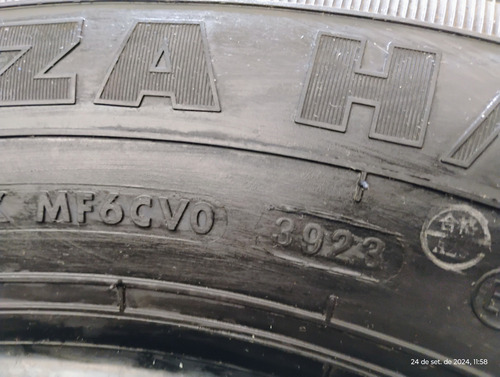 ZA H/
X MF6CV0 3923
24 de set. de 2024, 11:58